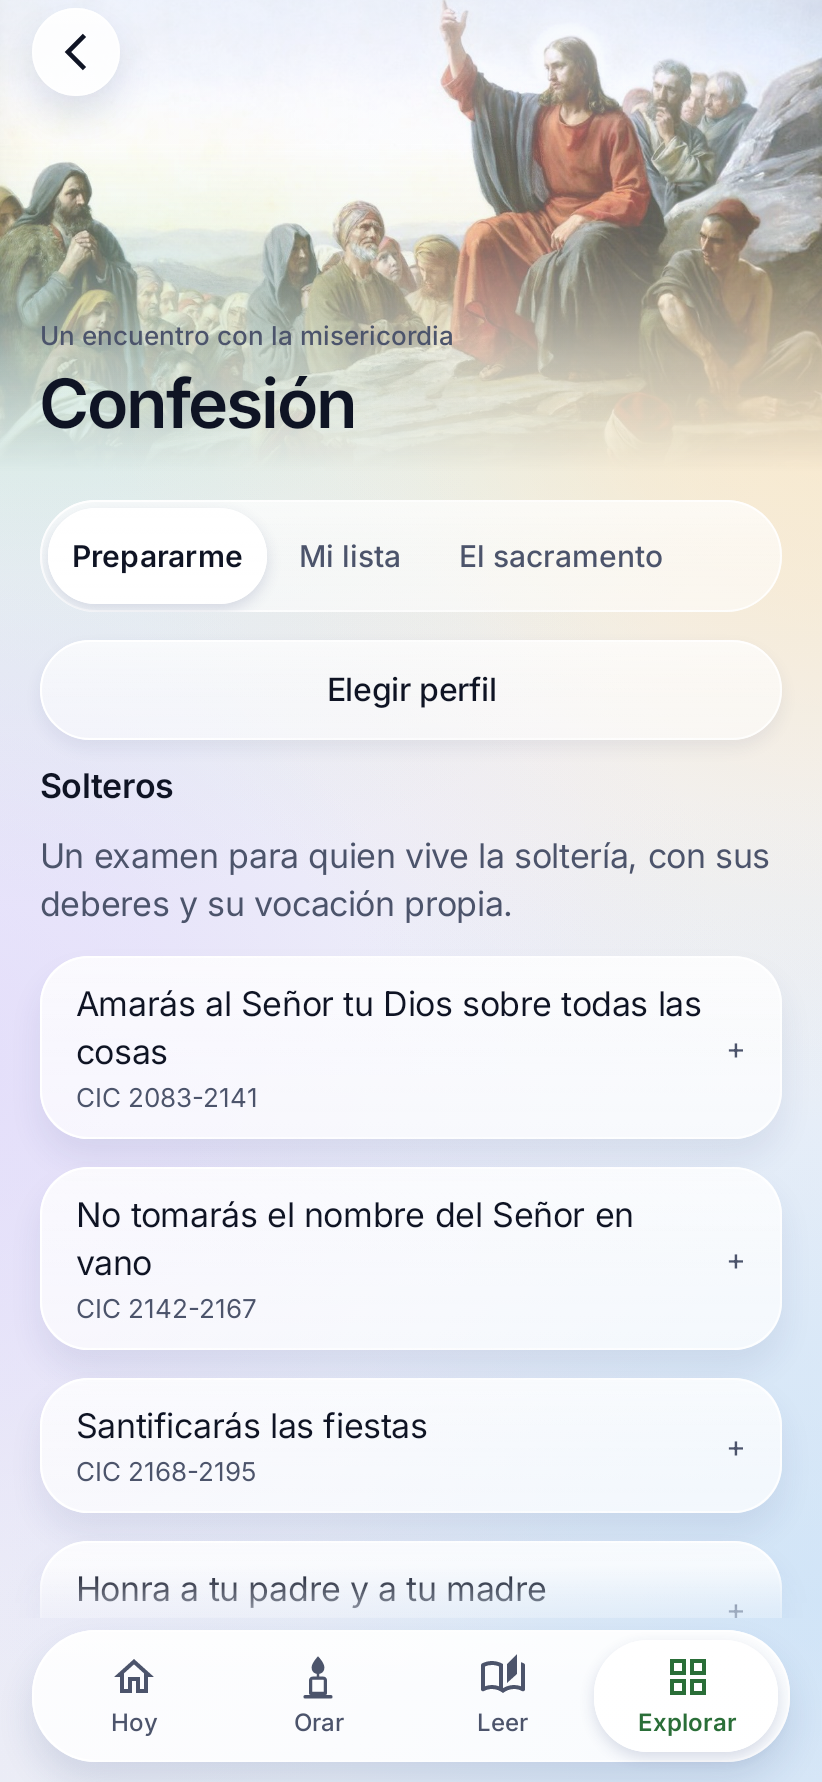 Un encuentro con la misericordia
Confesión
Prepararme
Mi lista
El sacramento
Elegir perfil
Solteros
Un examen para quien vive la soltería, con sus
deberes y su vocación propia.
Amarás al Señor tu Dios sobre todas las
cosas
CIC 2083-2141
+
No tomarás el nombre del Señor en
vano
CIC 2142-2167
+
Santificarás las fiestas
CIC 2168-2195
+
Honra a tu padre y a tu madre
+
Hoy
Orar
Leer
Explorar